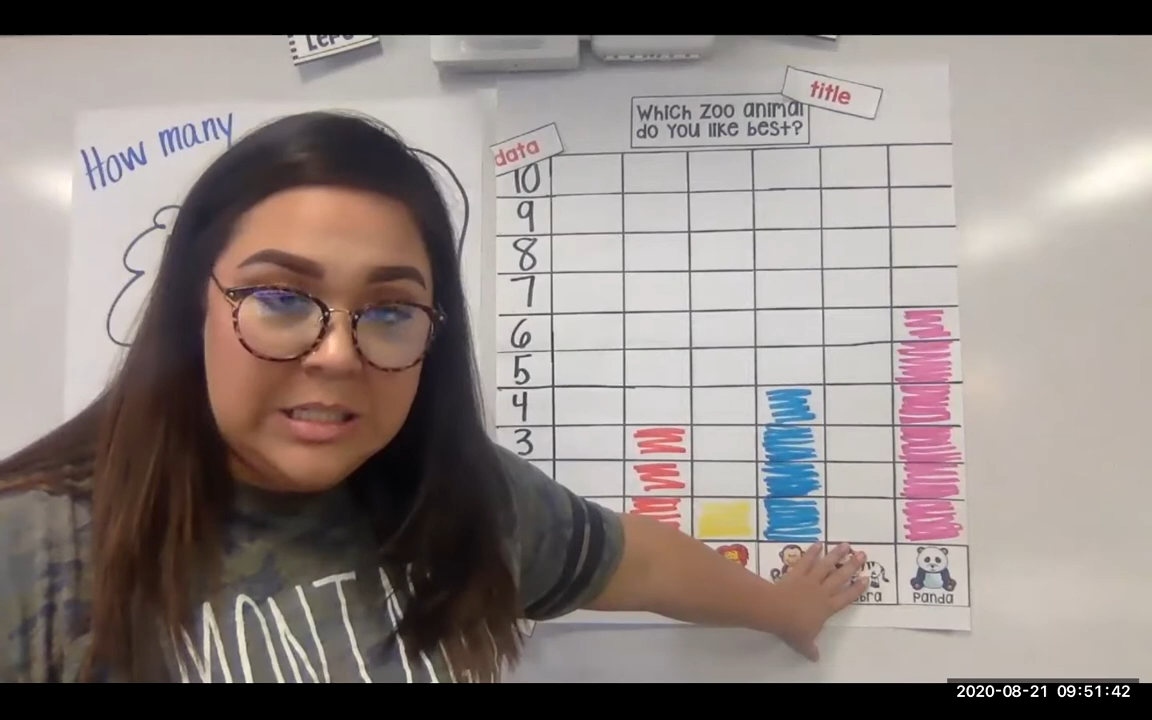 How many
title
Which zoo animal
do you like best?
data
10
9
8
7
6
5
4
3
Panda
MONT
2020-08-21 09:51:42